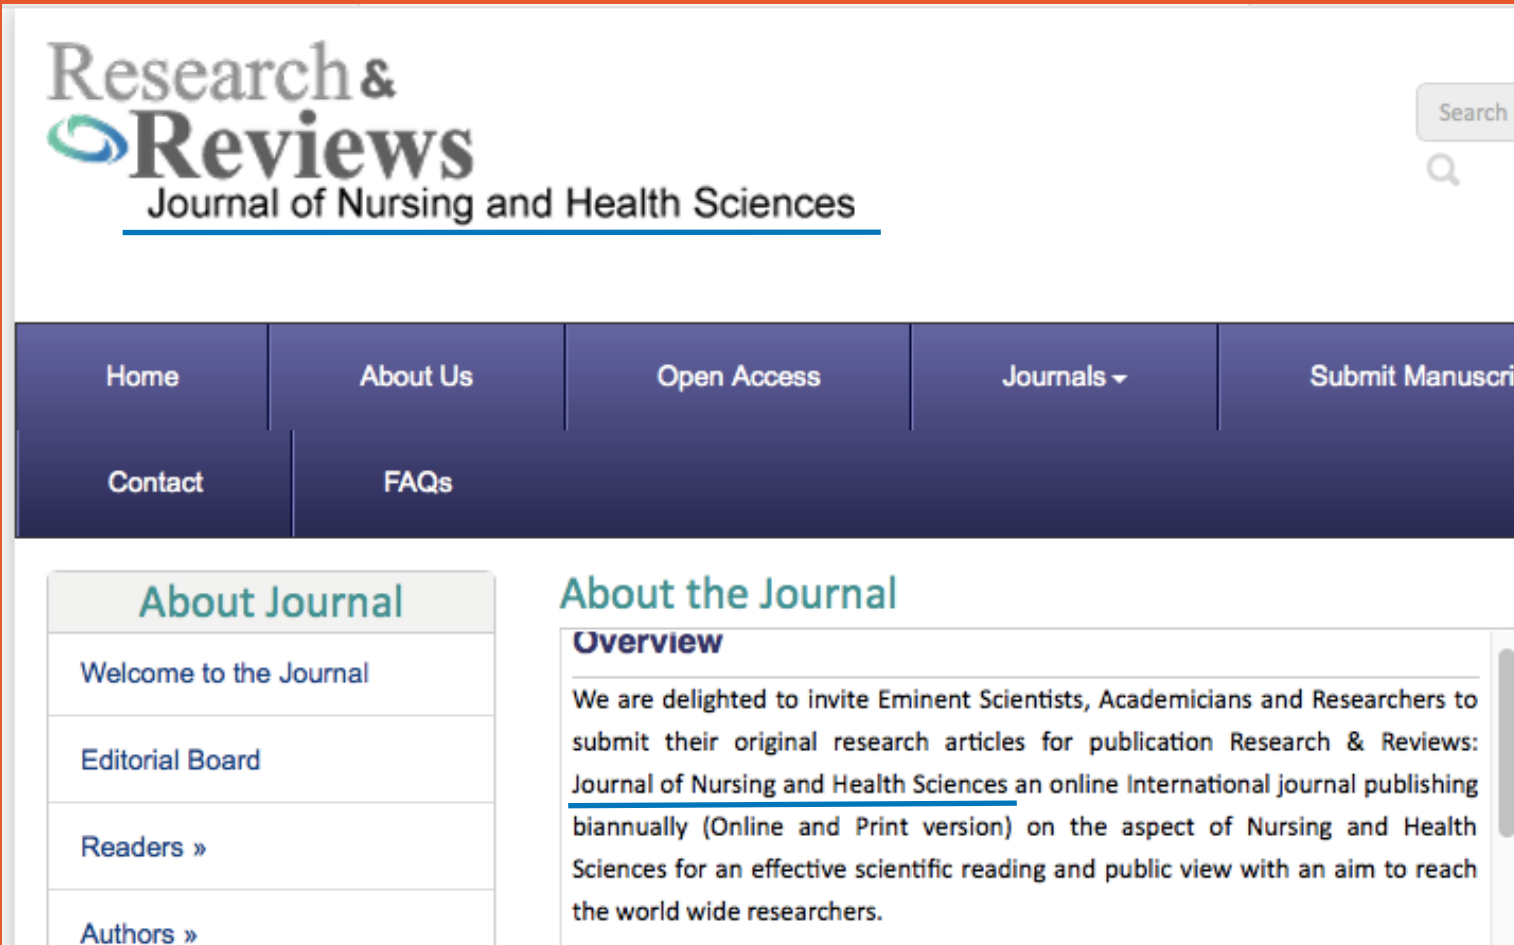 Research &
Reviews
Journal of Nursing and Health Sciences
Search
Home
About Us
Open Access
Journals
Submit Manuscri
Contact
FAQs
About Journal
Welcome to the Journal
Editorial Board
Readers »
Authors »
About the Journal
Overview
We are delighted to invite Eminent Scientists, Academicians and Researchers to
submit their original research articles for publication Research & Reviews:
Journal of Nursing and Health Sciences an online International journal publishing
biannually (Online and Print version) on the aspect of Nursing and Health
Sciences for an effective scientific reading and public view with an aim to reach
the world wide researchers.